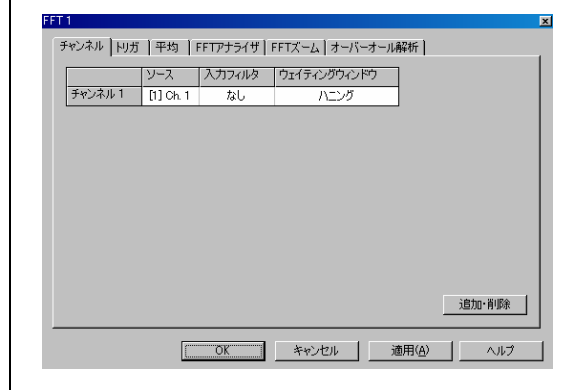 FFT 1
チャンネル トリガ 平均 FFTアナライザ FFTズーム オーバーオール解析
ソース 入力フィルタ ウェイティングウィンドウ
チャンネル 1 [1] Ch. 1 なし ハニング
追加・削除
OK キャンセル 適用(A) ヘルプ